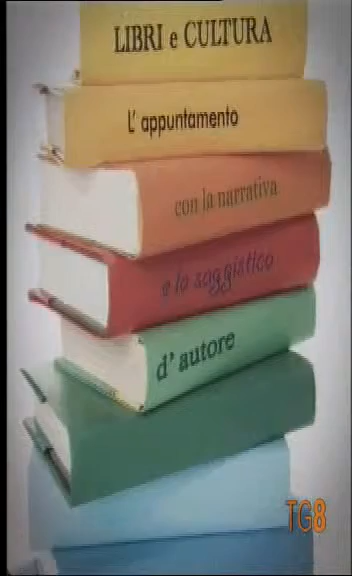 LIBRI e CULTURA
L' appuntamento
con la narrativa
e la saggistica
d' autore
TG8